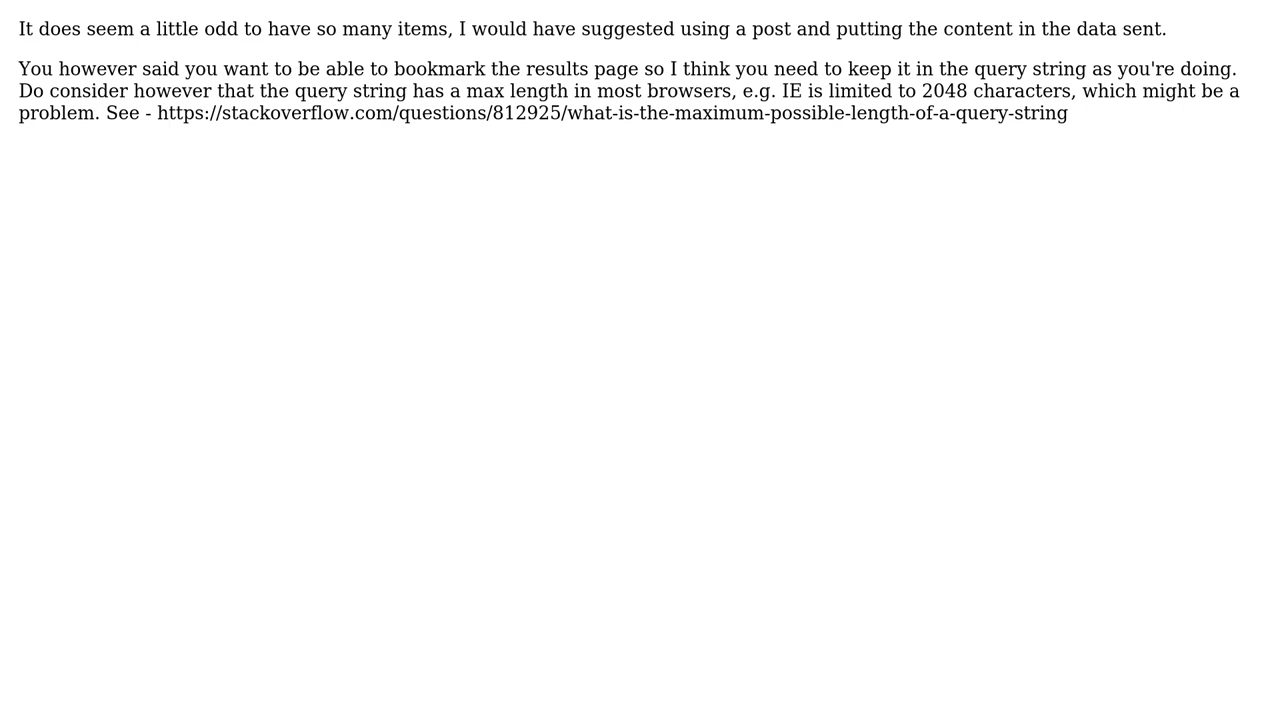 It does seem a little odd to have so many items, I would have suggested using a post and putting the content in the data sent.
You however said you want to be able to bookmark the results page so I think you need to keep it in the query string as you're doing.
Do consider however that the query string has a max length in most browsers, e.g. IE is limited to 2048 characters, which might be a
problem. See - https://stackoverflow.com/questions/812925/what-is-the-maximum-possible-length-of-a-query-string